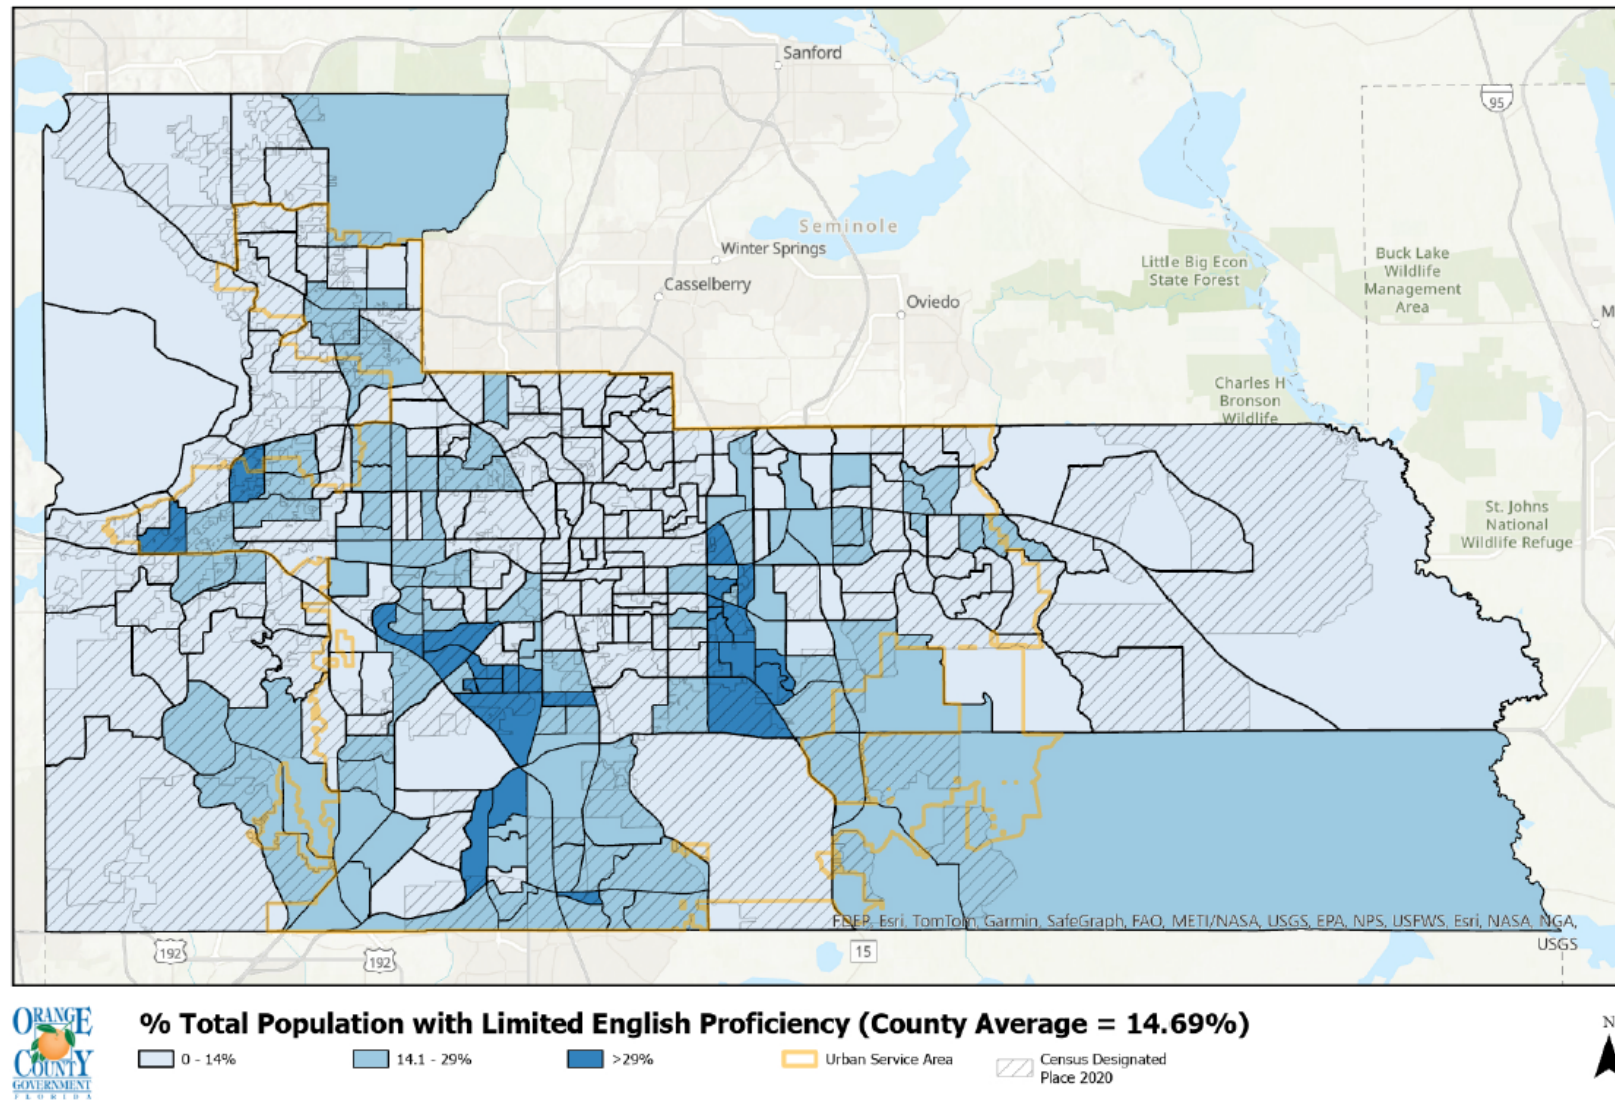 Sanford
95
Seminole
Winter Springs
Casselberry
Oviedo
Little Big Econ
State Forest
Buck Lake
Wildlife
Management
Area
M
Charles H
Bronson
Wildlife
St. Johns
National
Wildlife Refuge
FDEP, Esri, TomTom, Garmin, SafeGraph, FAO, METI/NASA, USGS, EPA, NPS, USFWS, Esri, NASA, NGA,
USGS
192
192
15
ORANGE
COUNTY
GOVERNMENT
FLORIDA
% Total Population with Limited English Proficiency (County Average = 14.69%)
0 - 14%
14.1 - 29%
>29%
Urban Service Area
Census Designated
Place 2020
N